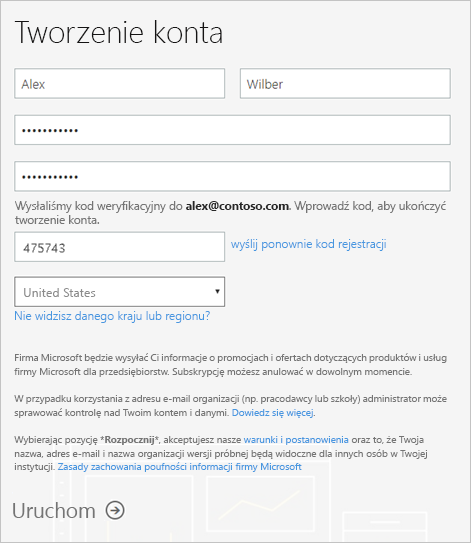 Tworzenie konta
Alex Wilber
•••••••••••
•••••••••••
Wysłaliśmy kod weryfikacyjny do alex@contoso.com. Wprowadź kod, aby ukończyć
tworzenie konta.
475743 wyślij ponownie kod rejestracji
United States
Nie widzisz danego kraju lub regionu?
Firma Microsoft będzie wysyłać Ci informacje o promocjach i ofertach dotyczących produktów i usług
firmy Microsoft dla przedsiębiorstw. Subskrypcję możesz anulować w dowolnym momencie.
W przypadku korzystania z adresu e-mail organizacji (np. pracodawcy lub szkoły) administrator może
sprawować kontrolę nad Twoim kontem i danymi. Dowiedz się więcej.
Wybierając pozycję *Rozpocznij*, akceptujesz nasze warunki i postanowienia oraz to, że Twoja
nazwa, adres e-mail i nazwa organizacji wersji próbnej będą widoczne dla innych osób w Twojej
instytucji. Zasady zachowania poufności informacji firmy Microsoft
Uruchom